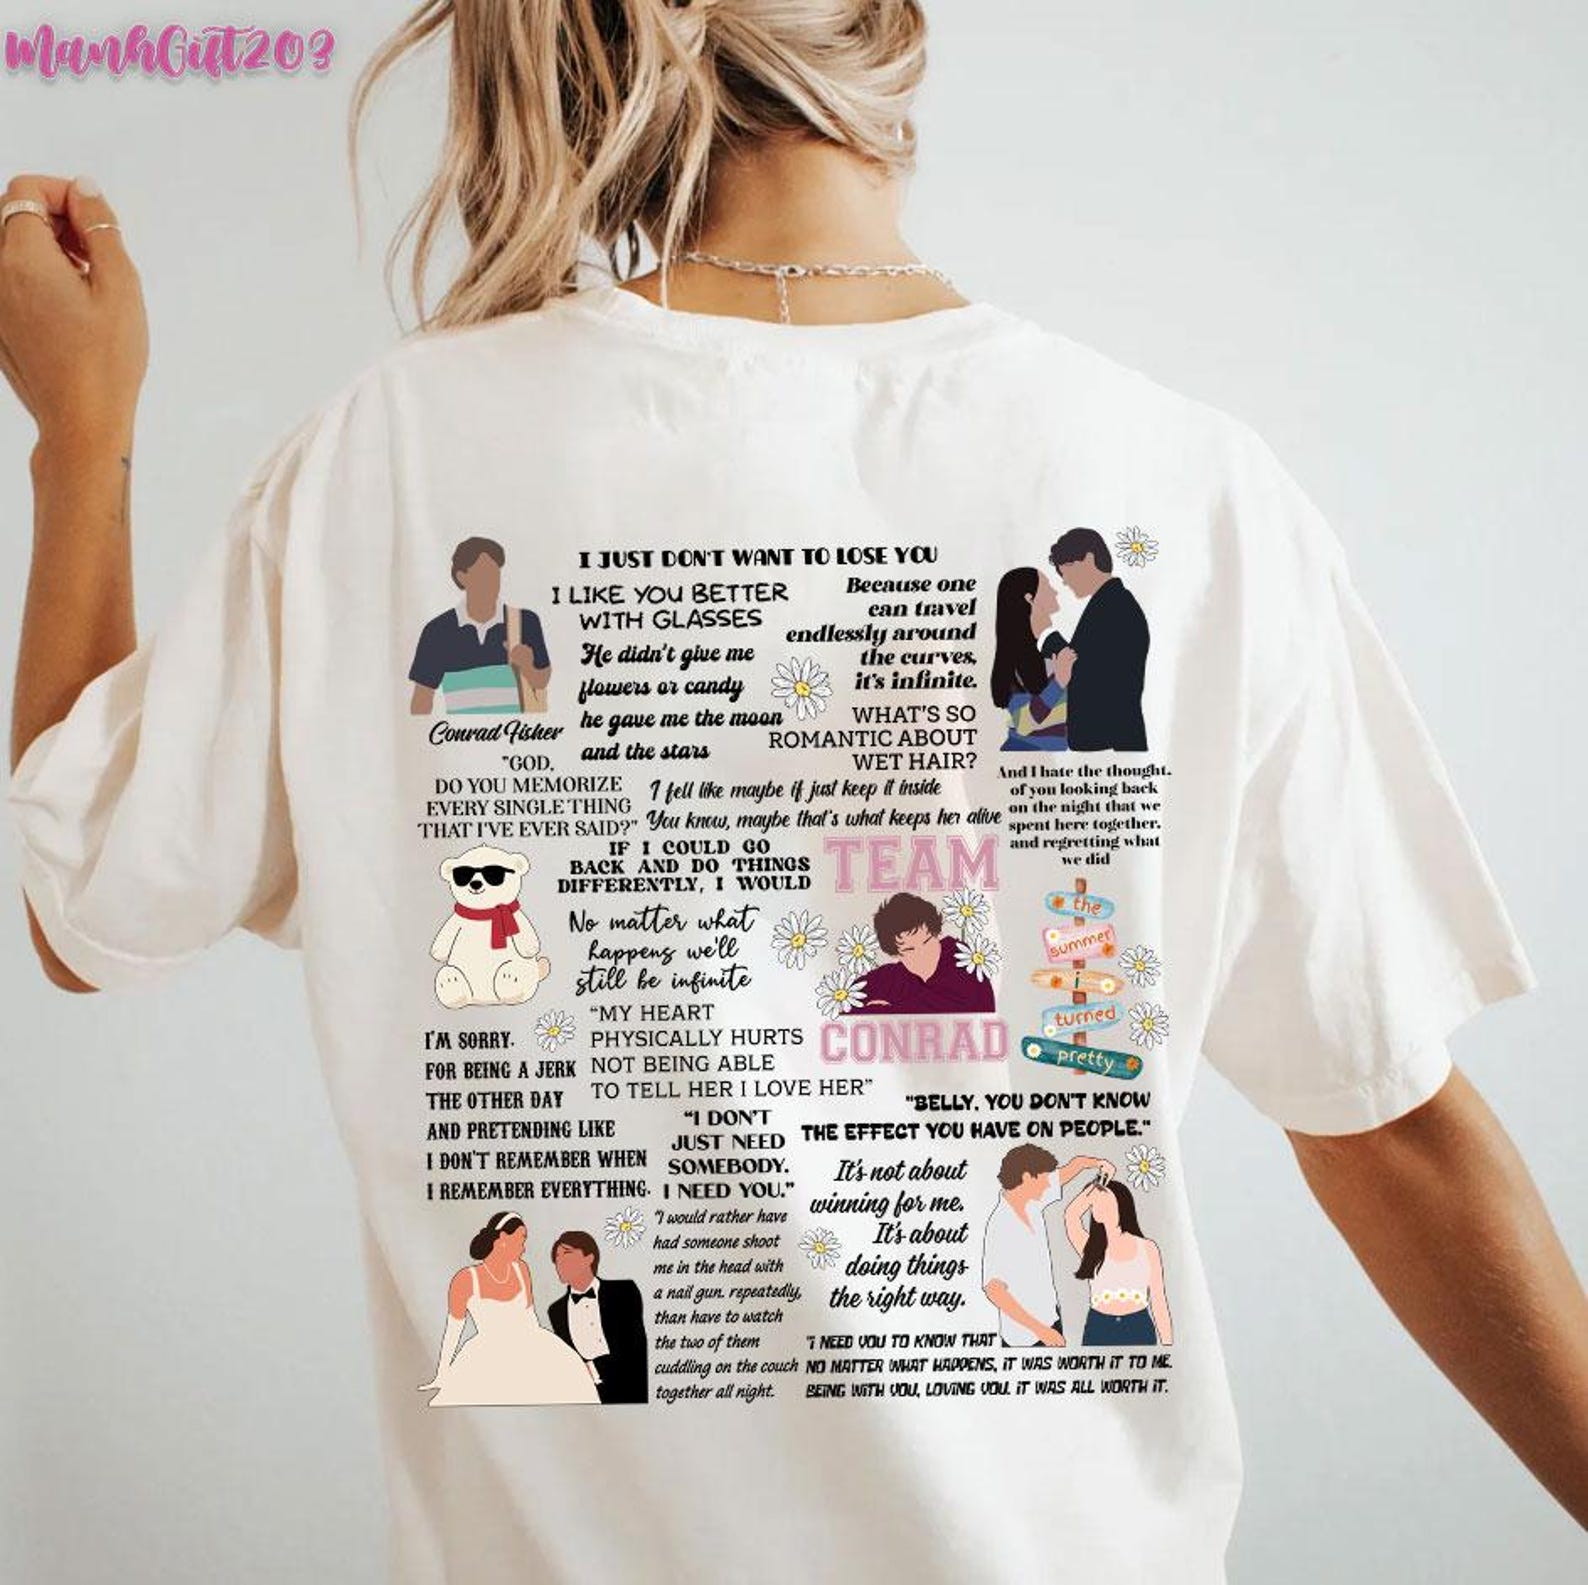 ManhGift203
I JUST DON'T WANT TO LOSE YOU
I LIKE YOU BETTER
WITH GLASSES
Because one
can travel
endlessly around
the curves,
it's infinite.
He didn't give me
flowers or candy
he gave me the moon
and the stars
Conrad Fisher
WHAT'S SO
ROMANTIC ABOUT
WET HAIR?
"GOD,
DO YOU MEMORIZE
EVERY SINGLE THING
THAT I'VE EVER SAID?"
I fell like maybe if just keep it inside
You know, maybe that's what keeps her alive
And I hate the thought.
of you looking back
on the night that we
spent here together.
and regretting what
we did
IF I COULD GO
BACK AND DO THINGS
DIFFERENTLY, I WOULD
TEAM
CONRAD
the
summer
i
turned
pretty
No matter what
happens we'll
still be infinite
"MY HEART
PHYSICALLY HURTS
NOT BEING ABLE
TO TELL HER I LOVE HER"
I'M SORRY.
FOR BEING A JERK
THE OTHER DAY
AND PRETENDING LIKE
I DON'T REMEMBER WHEN
I REMEMBER EVERYTHING.
"I DON'T
JUST NEED
SOMEBODY.
I NEED YOU."
"BELLY, YOU DON'T KNOW
THE EFFECT YOU HAVE ON PEOPLE."
It's not about
winning for me.
It's about
doing things
the right way.
"I would rather have
had someone shoot
me in the head with
a nail gun. repeatedly,
than have to watch
the two of them
cuddling on the couch
together all night.
"I NEED YOU TO KNOW THAT
NO MATTER WHAT HAPPENS, IT WAS WORTH IT TO ME.
BEING WITH YOU, LOVING YOU. IT WAS ALL WORTH IT.